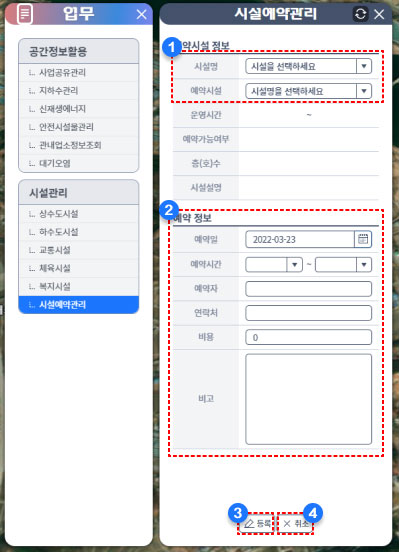 입무
공간정보활용
사업공유관리
지하수관리
신재생에너지
안전시설물관리
관내업소정보조회
대기오염
시설관리
상수도시설
하수도시설
교통시설
체육시설
복지시설
시설예약관리
시설예약관리
1
약시설 정보
시설명 시설을 선택하세요
예약시설 시설명을 선택하세요
운영시간 ~
예약가능여부
층(호)수
시설설명
2
예약 정보
예약일 2022-03-23
예약시간 ~
예약자
연락처
비용 0
비고
3 4
등록 취소